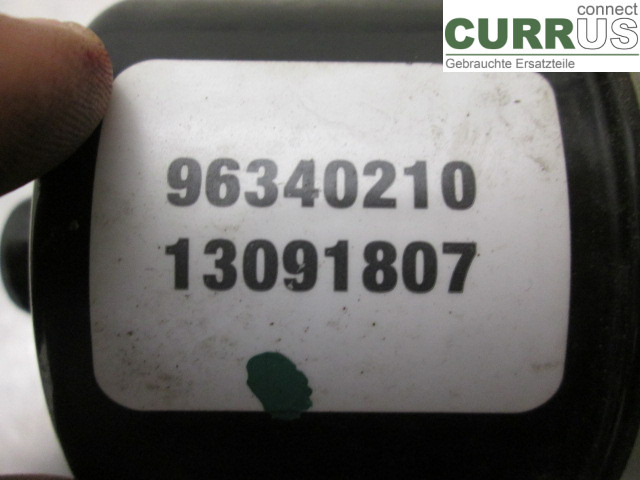 connect
CURRUS
Gebrauchte Ersatzteile
96340210
13091807